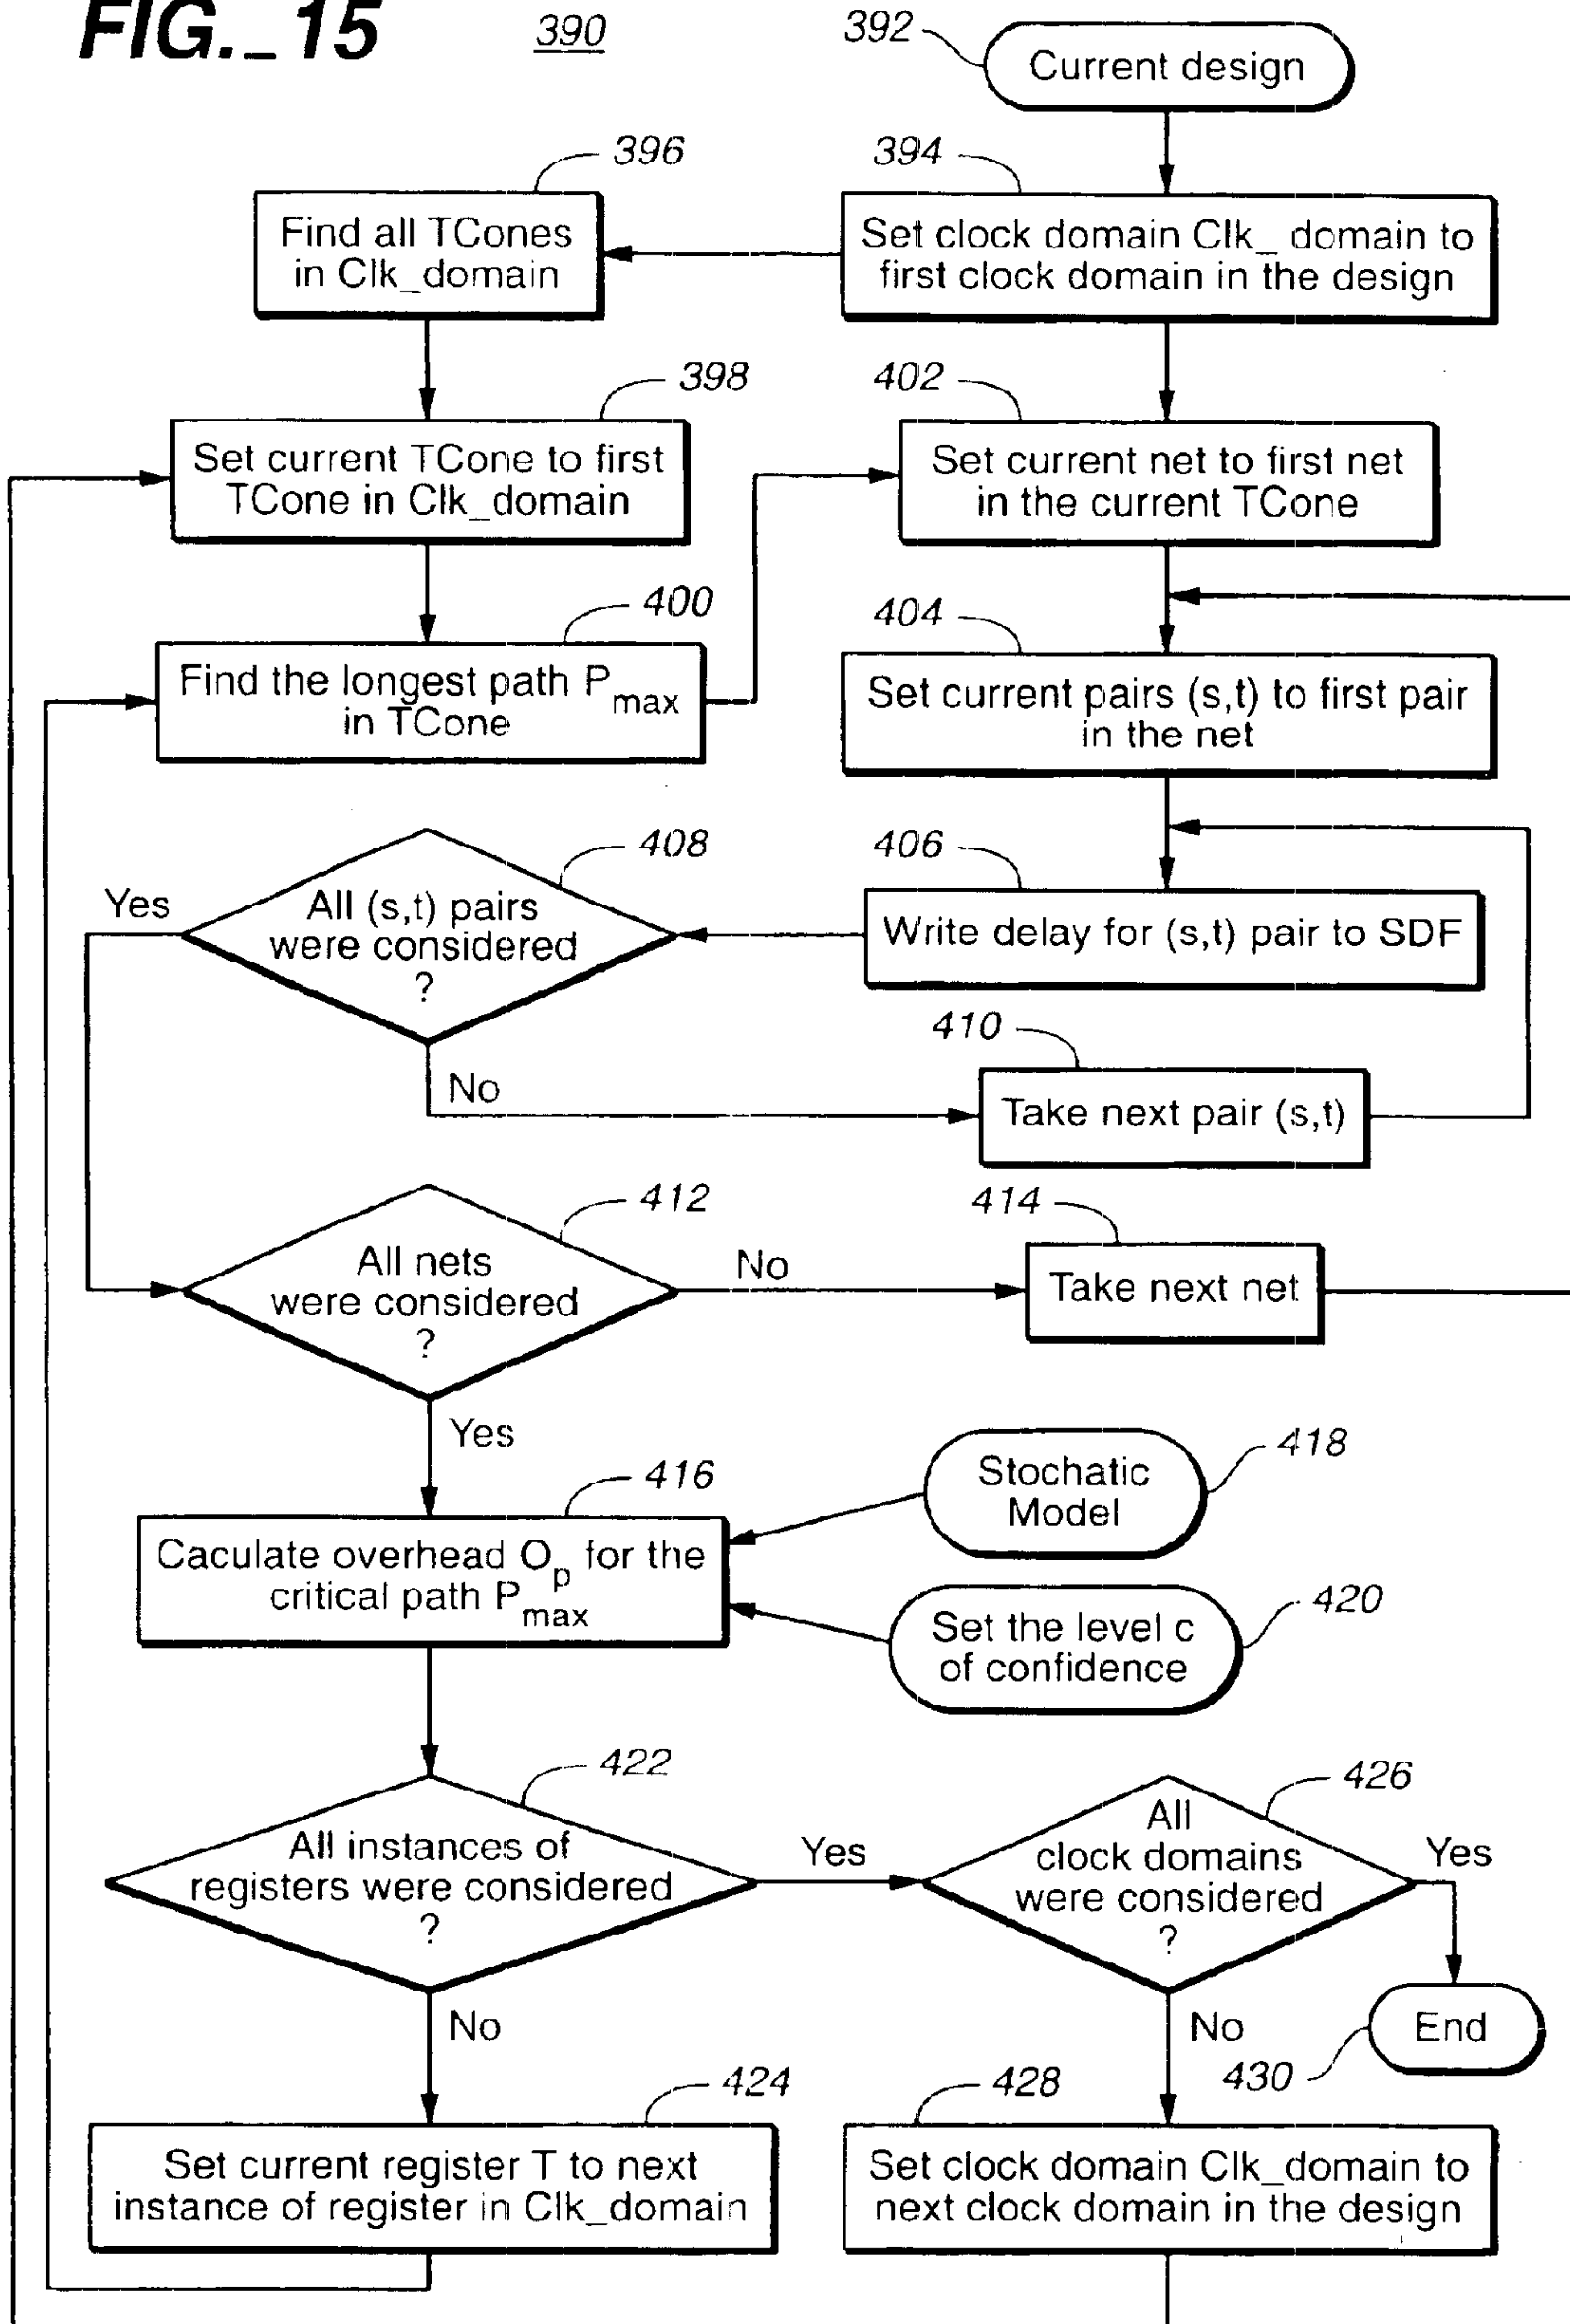 FIG._15
390
392
Current design
396
394
Find all TCones
in Clk_domain
Set clock domain Clk_ domain to
first clock domain in the design
398
402
Set current TCone to first
TCone in Clk_domain
Set current net to first net
in the current TCone
400
404
Find the longest path Pmax
in TCone
Set current pairs (s,t) to first pair
in the net
408
406
Yes
All (s,t) pairs
were considered
?
Write delay for (s,t) pair to SDF
410
No
Take next pair (s,t)
412
414
All nets
were considered
?
No
Take next net
Yes
418
Stochatic
Model
416
Caculate overhead Op for the
critical path Pmax
420
Set the level c
of confidence
422
426
All instances of
registers were considered
?
Yes
All
clock domains
were considered
?
Yes
No
No
End
430
424
428
Set current register T to next
instance of register in Clk_domain
Set clock domain Clk_domain to
next clock domain in the design